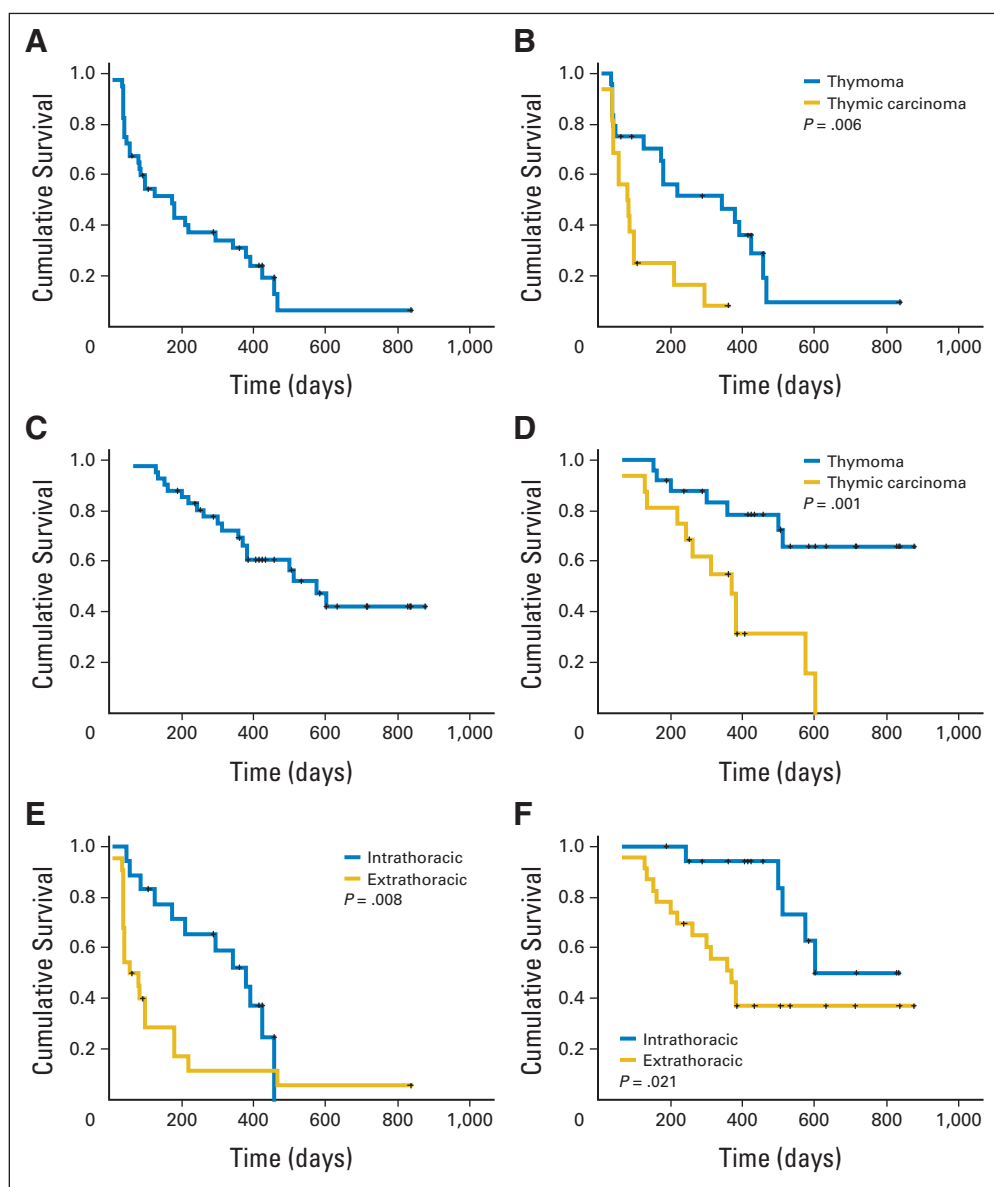 A
Cumulative Survival
1.0
0.8
0.6
0.4
0.2
0
200
400
600
800
1,000
Time (days)
B
Cumulative Survival
1.0
0.8
0.6
0.4
0.2
Thymoma
Thymic carcinoma
P = .006
0
200
400
600
800
1,000
Time (days)
C
Cumulative Survival
1.0
0.8
0.6
0.4
0.2
0
200
400
600
800
1,000
Time (days)
D
Cumulative Survival
1.0
0.8
0.6
0.4
0.2
Thymoma
Thymic carcinoma
P = .001
0
200
400
600
800
1,000
Time (days)
E
Cumulative Survival
1.0
0.8
0.6
0.4
0.2
Intrathoracic
Extrathoracic
P = .008
0
200
400
600
800
1,000
Time (days)
F
Cumulative Survival
1.0
0.8
0.6
0.4
0.2
Intrathoracic
Extrathoracic
P = .021
0
200
400
600
800
1,000
Time (days)